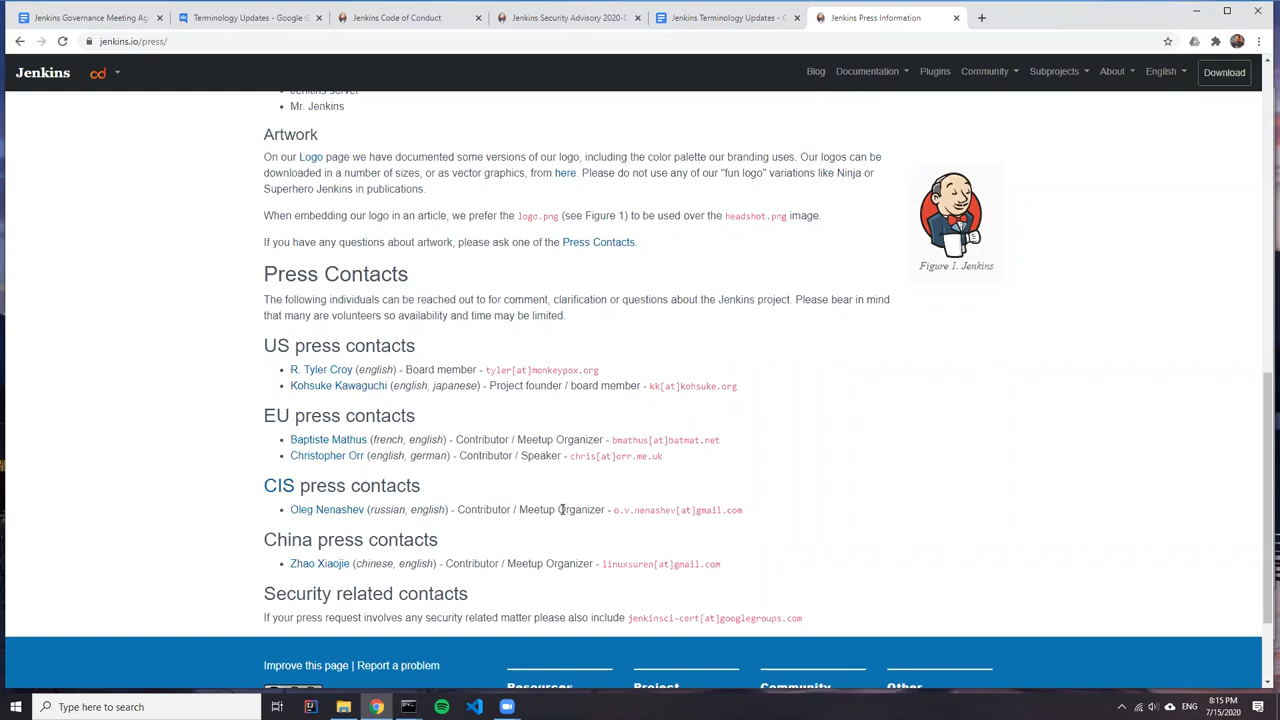 Jenkins Governance Meeting Ag
Terminology Updates - Google
Jenkins Code of Conduct
Jenkins Security Advisory 2020-
Jenkins Terminology Updates -
Jenkins Press Information
jenkins.io/press/
Jenkins
cd
Blog
Documentation
Plugins
Community
Subprojects
About
English
Download
Jenkins server
Mr. Jenkins
Artwork
On our Logo page we have documented some versions of our logo, including the color palette our branding uses. Our logos can be
downloaded in a number of sizes, or as vector graphics, from here. Please do not use any of our "fun logo" variations like Ninja or
Superhero Jenkins in publications.
When embedding our logo in an article, we prefer the logo.png (see Figure 1) to be used over the headshot.png image.
If you have any questions about artwork, please ask one of the Press Contacts.
Figure 1. Jenkins
Press Contacts
The following individuals can be reached out to for comment, clarification or questions about the Jenkins project. Please bear in mind
that many are volunteers so availability and time may be limited.
US press contacts
R. Tyler Croy (english) - Board member - tyler[at]monkeypox.org
Kohsuke Kawaguchi (english, japanese) - Project founder / board member - kk[at]kohsuke.org
EU press contacts
Baptiste Mathus (french, english) - Contributor / Meetup Organizer - bmathus[at]batmat.net
Christopher Orr (english, german) - Contributor / Speaker - chris[at]orr.me.uk
CIS press contacts
Oleg Nenashev (russian, english) - Contributor / Meetup Organizer - o.v.nenashev[at]gmail.com
China press contacts
Zhao Xiaojie (chinese, english) - Contributor / Meetup Organizer - linuxsuren[at]gmail.com
Security related contacts
If your press request involves any security related matter please also include jenkinsci-cert[at]googlegroups.com
Improve this page | Report a problem
Resources
Project
Community
Other
Type here to search
ENG
8:15 PM
7/15/2020